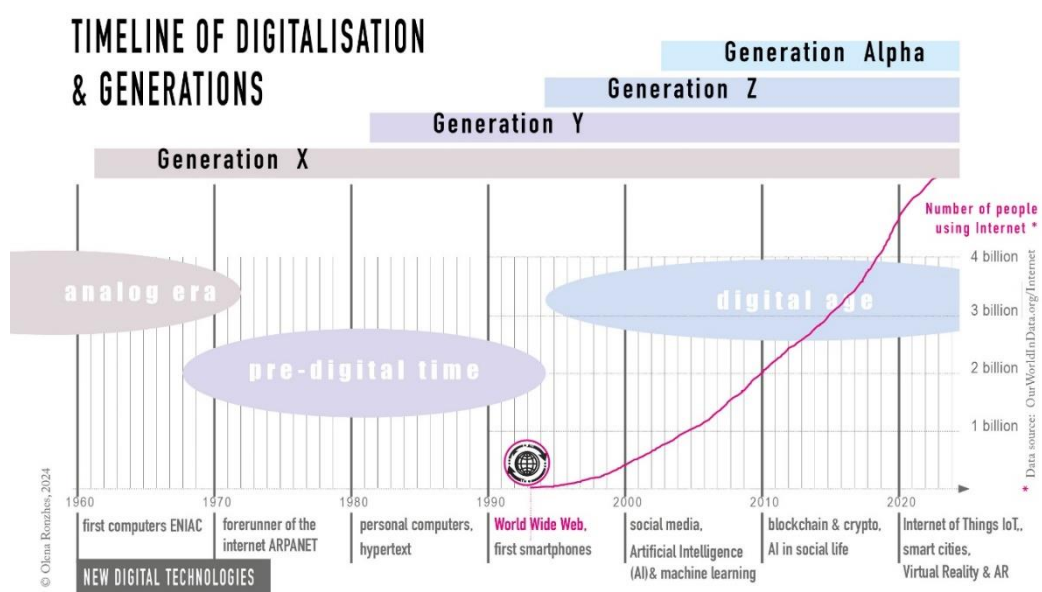 TIMELINE OF DIGITALISATION
& GENERATIONS
Generation Alpha
Generation Z
Generation Y
Generation X
Number of people
using Internet *
analog era
pre-digital time
digital age
4 billion
3 billion
2 billion
1 billion
* Data source: OurWorldInData.org/Internet
© Olena Ronzhes, 2024
1960
1970
1980
1990
2000
2010
2020
first computers ENIAC
forerunner of the
internet ARPANET
personal computers,
hypertext
World Wide Web,
first smartphones
social media,
Artificial Intelligence
(AI)& machine learning
blockchain & crypto,
AI in social life
Internet of Things IoT,,
smart cities,
Virtual Reality & AR
NEW DIGITAL TECHNOLOGIES